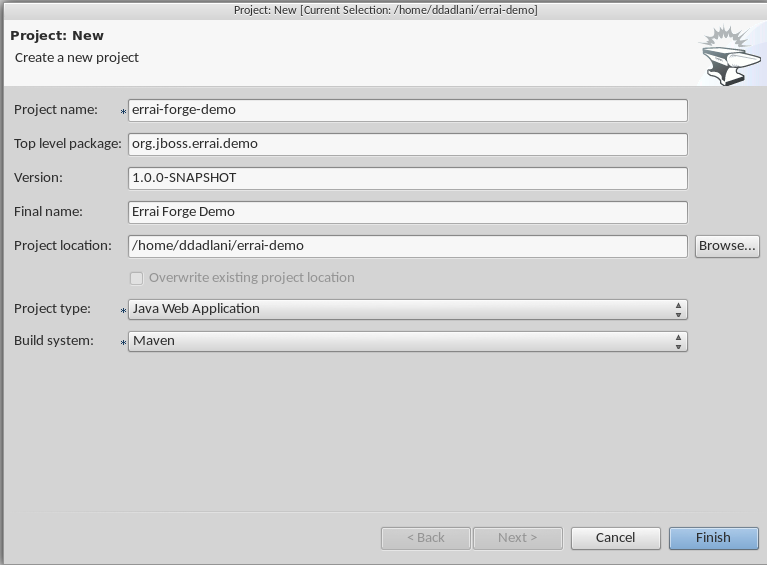 Project: New [Current Selection: /home/ddadlani/errai-demo]
Project: New
Create a new project
Project name: * errai-forge-demo
Top level package: org.jboss.errai.demo
Version: 1.0.0-SNAPSHOT
Final name: Errai Forge Demo
Project location: /home/ddadlani/errai-demo Browse...
Overwrite existing project location
Project type: * Java Web Application
Build system: * Maven
< Back Next > Cancel Finish